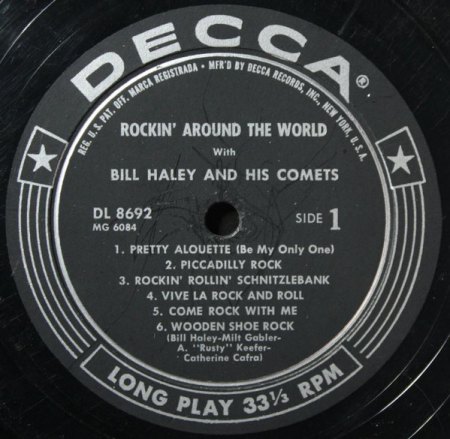 DECCA®
REG. U. S. PAT. OFF. MARCA REGISTRADA • MFR'D BY DECCA RECORDS, INC., NEW YORK, U.S.A.
ROCKIN' AROUND THE WORLD
With
BILL HALEY AND HIS COMETS
DL 8692
MG 6084
SIDE 1
1. PRETTY ALOUETTE (Be My Only One)
2. PICCADILLY ROCK
3. ROCKIN' ROLLIN' SCHNITZLEBANK
4. VIVE LA ROCK AND ROLL
5. COME ROCK WITH ME
6. WOODEN SHOE ROCK
(Bill Haley-Milt Gabler-
A. "Rusty" Keefer-
Catherine Cafra)
LONG PLAY 33⅓ RPM